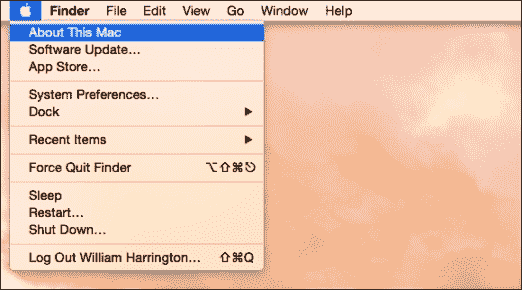 Finder File Edit View Go Window Help
About This Mac
Software Update…
App Store…
System Preferences…
Dock ▶
Recent Items ▶
Force Quit Finder ⌥⇧⌘⎋
Sleep
Restart…
Shut Down…
Log Out William Harrington… ⇧⌘Q